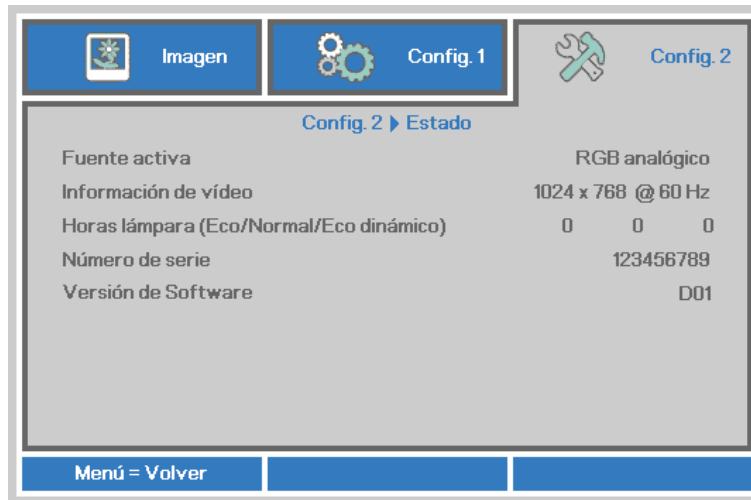 Imagen Config. 1 Config. 2
Config. 2 Estado
Fuente activa RGB analógico
Información de vídeo 1024 x 768 @ 60 Hz
Horas lámpara (Eco/Normal/Eco dinámico) 0 0 0
Número de serie 123456789
Versión de Software D01
Menú = Volver